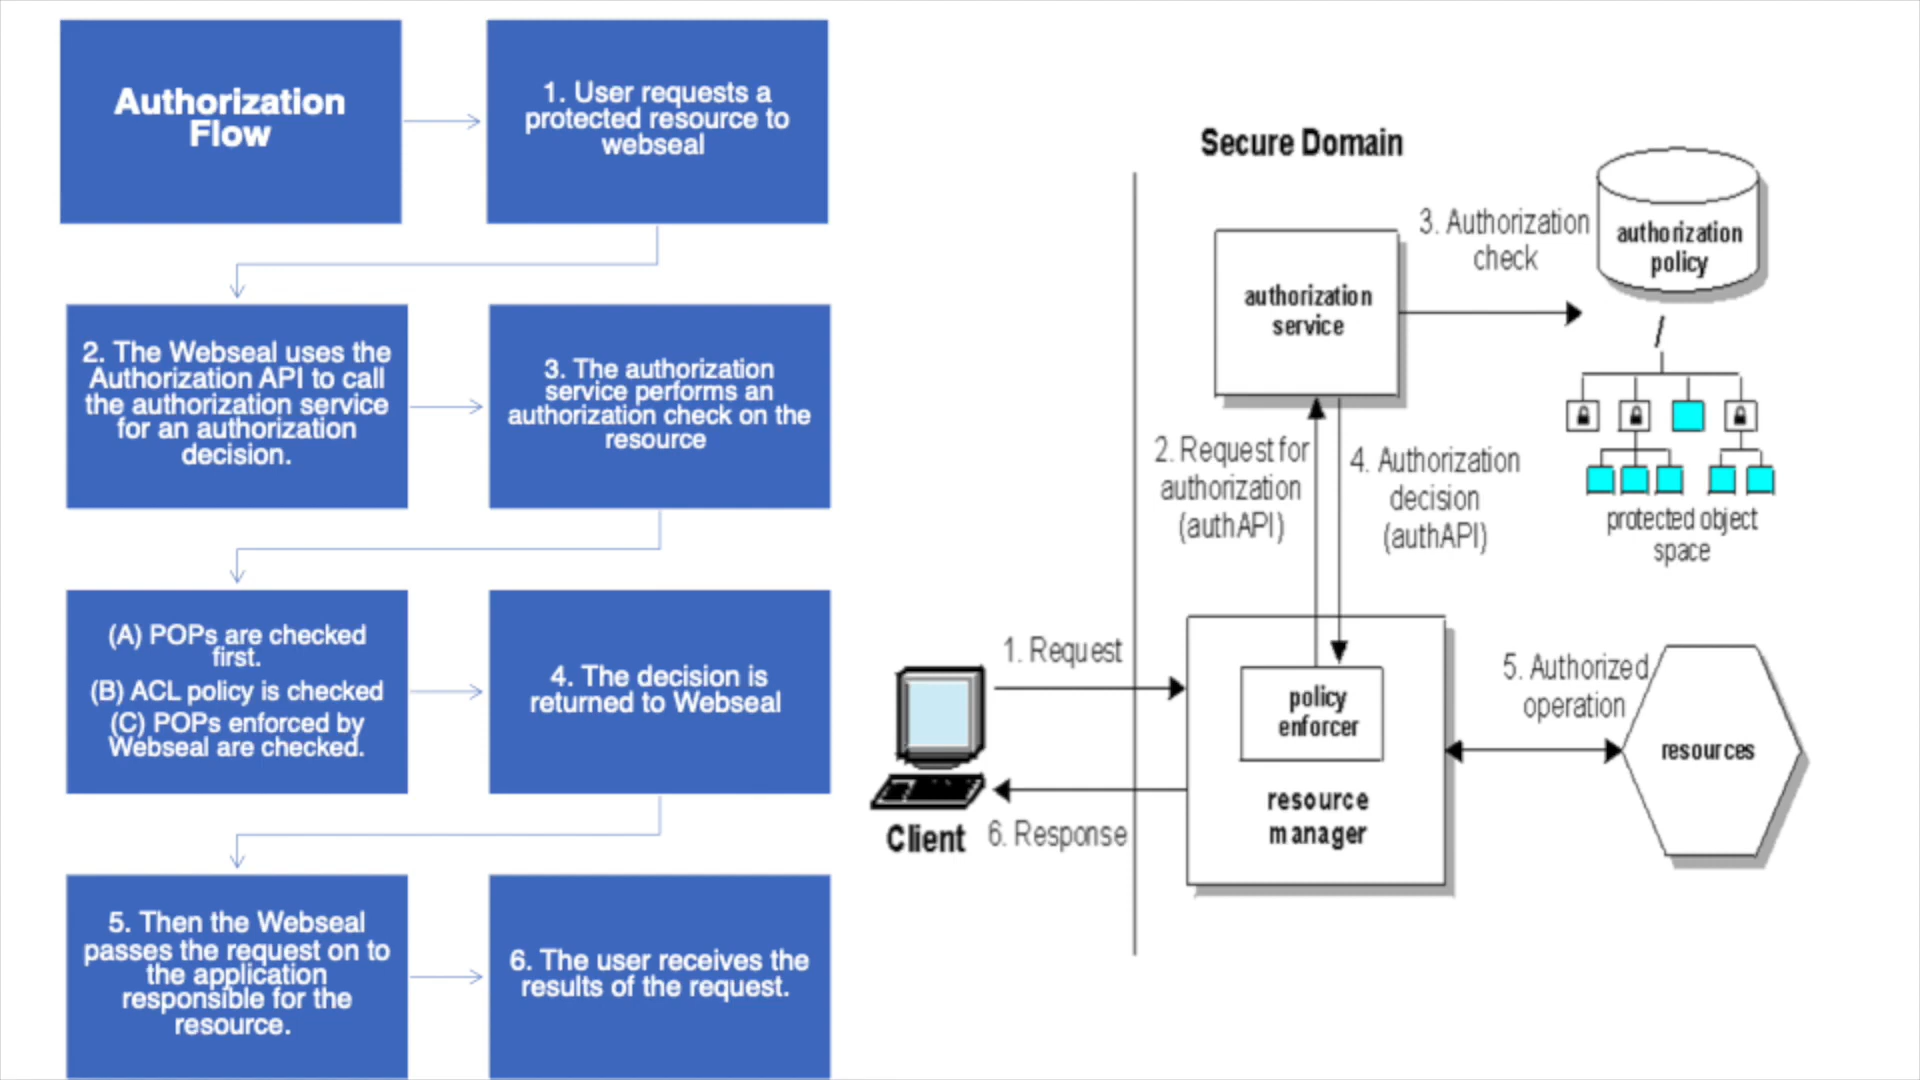 Authorization
Flow
1. User requests a
protected resource to
webseal
2. The Webseal uses the
Authorization API to call
the authorization service
for an authorization
decision.
3. The authorization
service performs an
authorization check on the
resource
(A) POPs are checked
first.
(B) ACL policy is checked
(C) POPs enforced by
Webseal are checked.
4. The decision is
returned to Webseal
5. Then the Webseal
passes the request on to
the application
responsible for the
resource.
6. The user receives the
results of the request.
Secure Domain
authorization
service
3. Authorization
check
authorization
policy
/
protected object
space
2. Request for
authorization
(authAPI)
4. Authorization
decision
(authAPI)
1. Request
policy
enforcer
resource
manager
5. Authorized
operation
resources
Client
6. Response